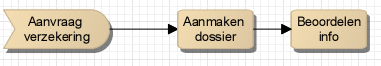 Aanvraag
verzekering
Aanmaken
dossier
Beoordelen
info